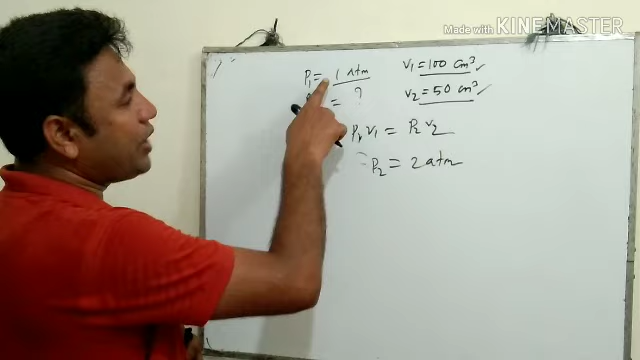 Made with KINEMASTER
P₁ = 1 atm V₁ = 100 cm³ ✓
= ? V₂ = 50 cm³ ✓
P₁ V₁ = P₂ V₂
P₂ = 2 atm